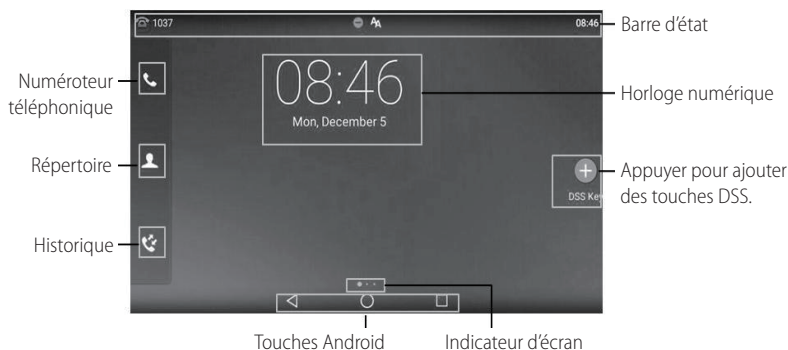 1037
AA
08:46
Barre d'état
08:46
Mon, December 5
Horloge numérique
Numéroteur
téléphonique
Répertoire
Historique
DSS Key
Appuyer pour ajouter
des touches DSS.
Touches Android
Indicateur d'écran